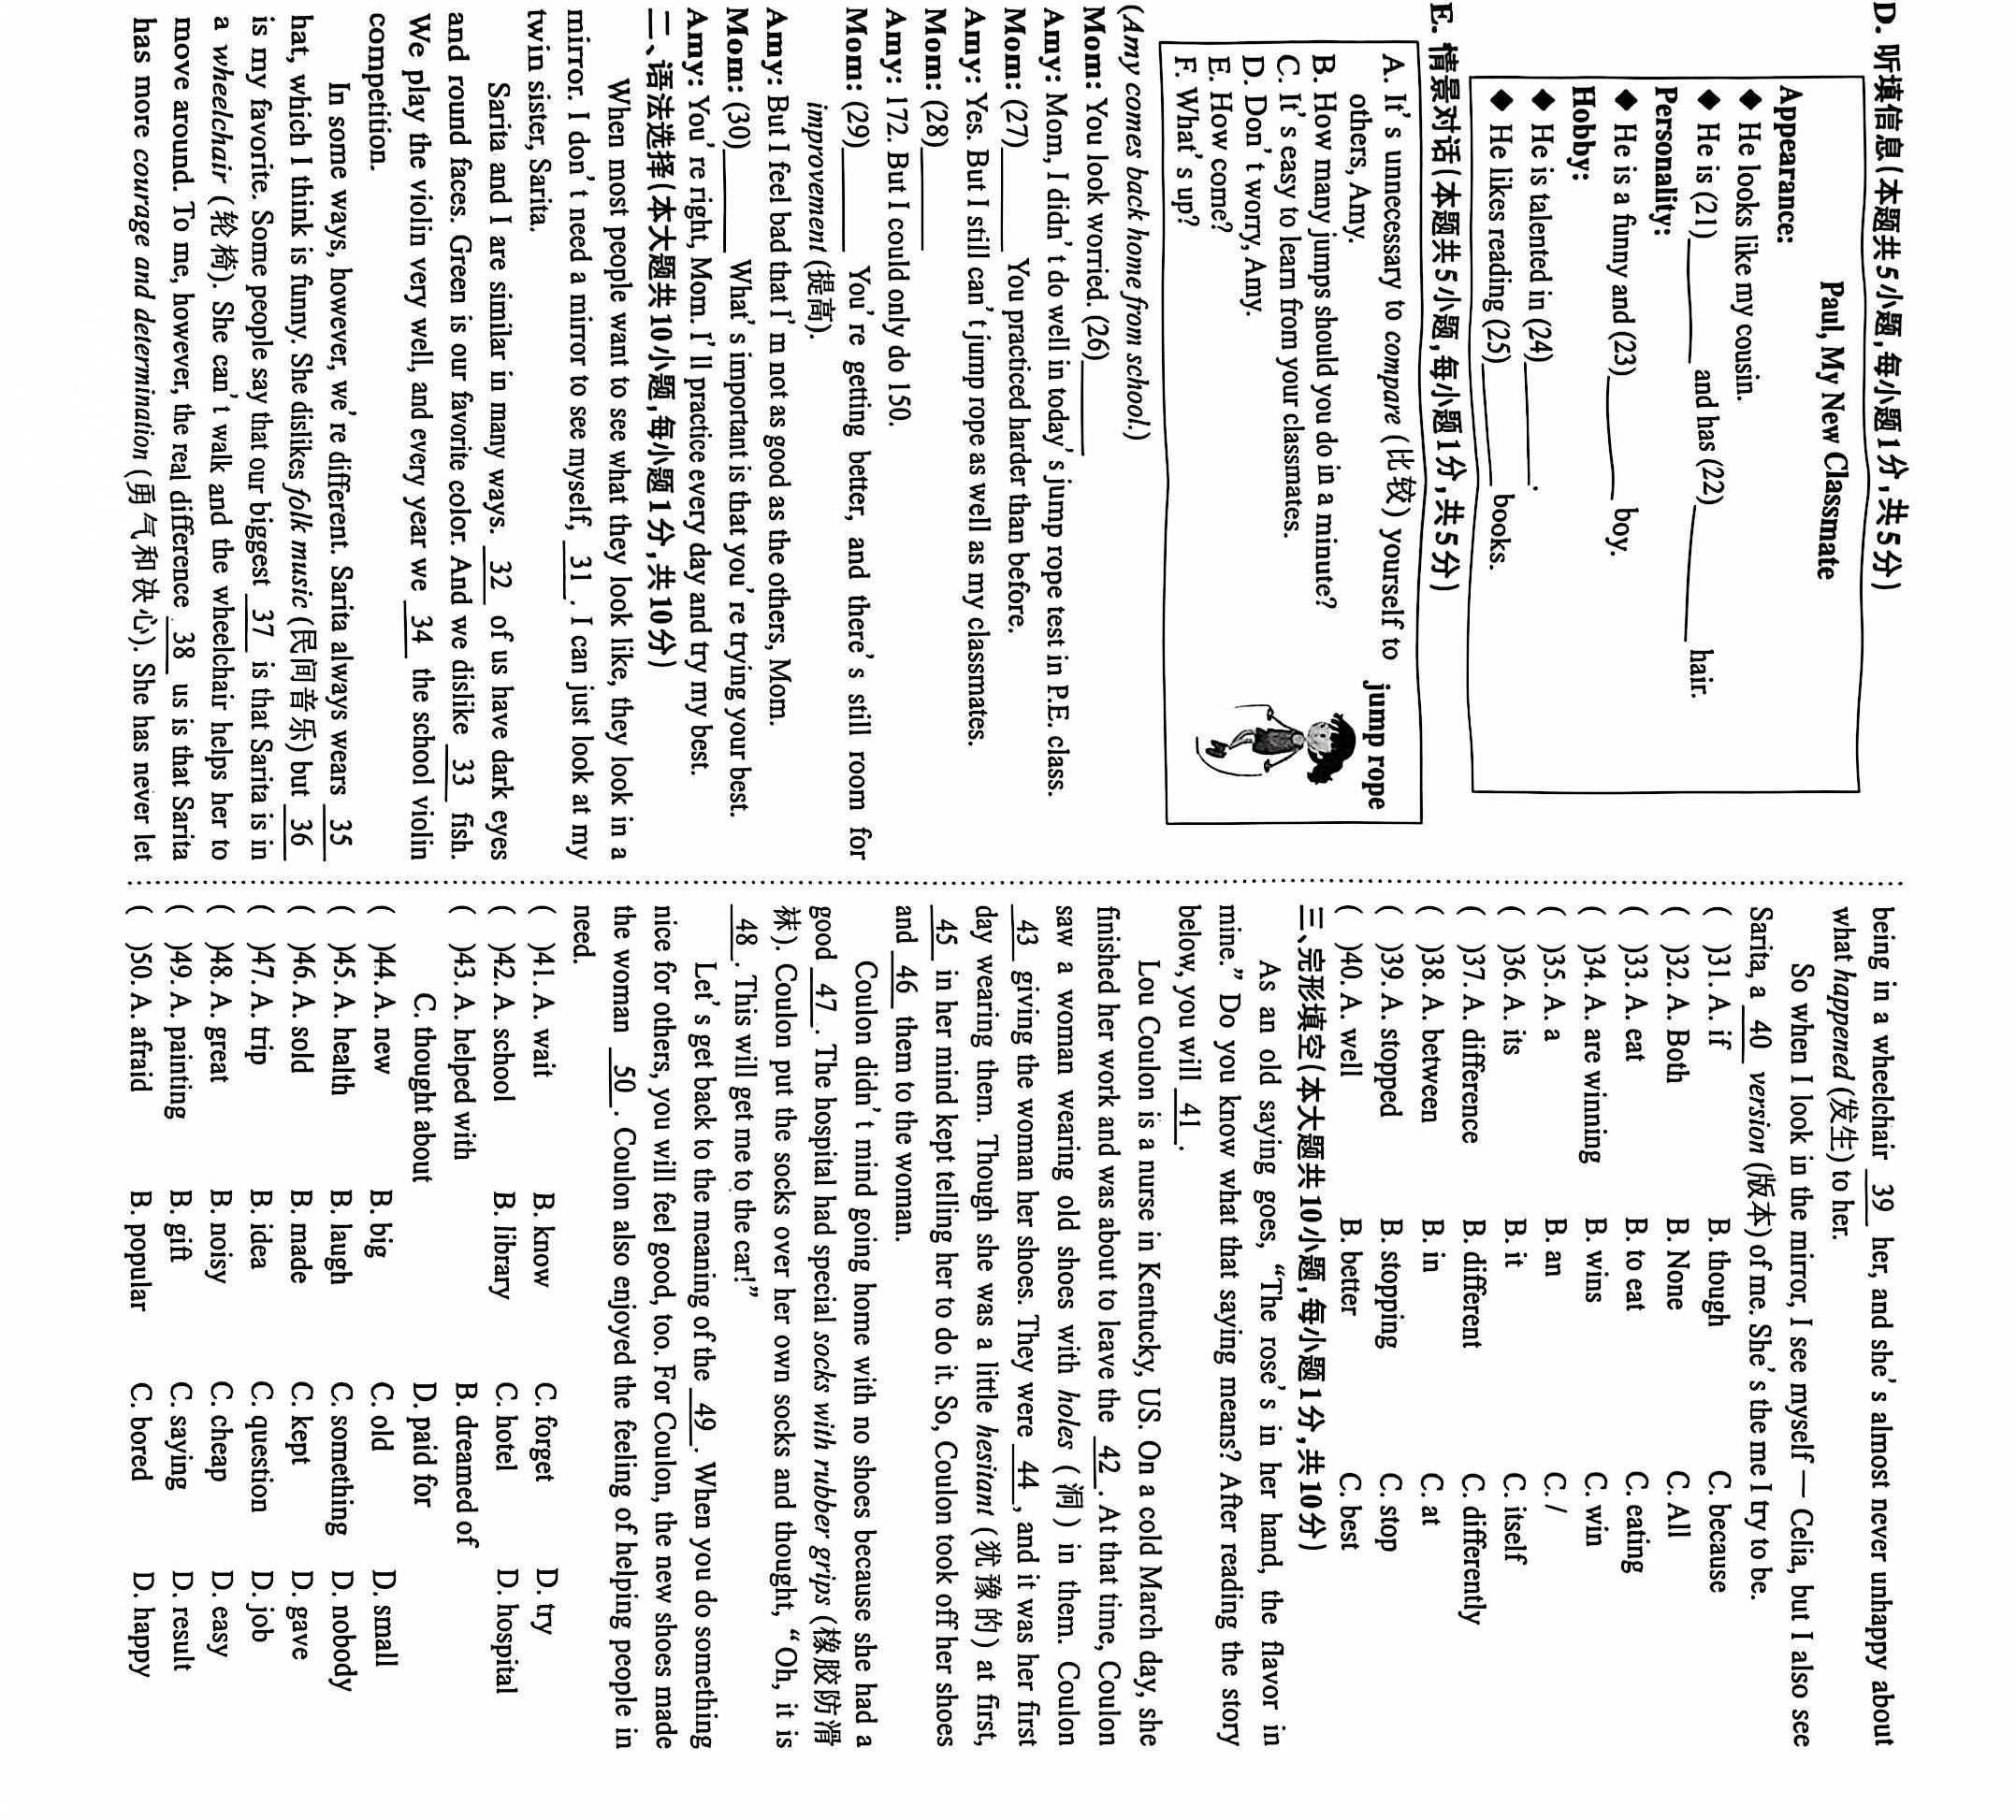 D. 听填信息(本题共5小题,每小题1分,共5分)
Paul, My New Classmate
Appearance:
◆ He looks like my cousin.
◆ He is (21)________ and has (22)________ hair.
Personality:
◆ He is a funny and (23)________ boy.
Hobby:
◆ He is talented in (24)________.
◆ He likes reading (25)________ books.
E. 情景对话(本题共5小题,每小题1分,共5分)
A. It's unnecessary to compare (比较) yourself to
others, Amy.
B. How many jumps should you do in a minute?
C. It's easy to learn from your classmates.
D. Don't worry, Amy.
E. How come?
F. What's up?
jump rope
(Amy comes back home from school.)
Mom: You look worried. (26)________
Amy: Mom, I didn't do well in today's jump rope test in P.E. class.
Mom: (27)________ You practiced harder than before.
Amy: Yes. But I still can't jump rope as well as my classmates.
Mom: (28)________
Amy: 172. But I could only do 150.
Mom: (29)________ You're getting better, and there's still room for
improvement (提高).
Amy: But I feel bad that I'm not as good as the others, Mom.
Mom: (30)________ What's important is that you're trying your best.
Amy: You're right, Mom. I'll practice every day and try my best.
二、语法选择(本大题共10小题,每小题1分,共10分)
When most people want to see what they look like, they look in a
mirror. I don't need a mirror to see myself, 31 . I can just look at my
twin sister, Sarita.
Sarita and I are similar in many ways. 32 of us have dark eyes
and round faces. Green is our favorite color. And we dislike 33 fish.
We play the violin very well, and every year we 34 the school violin
competition.
In some ways, however, we're different. Sarita always wears 35
hat, which I think is funny. She dislikes folk music (民间音乐) but 36
is my favorite. Some people say that our biggest 37 is that Sarita is in
a wheelchair (轮椅). She can't walk and the wheelchair helps her to
move around. To me, however, the real difference 38 us is that Sarita
has more courage and determination (勇气和决心). She has never let
being in a wheelchair 39 her, and she's almost never unhappy about
what happened (发生) to her.
So when I look in the mirror, I see myself — Celia, but I also see
Sarita, a 40 version (版本) of me. She's the me I try to be.
( )31. A. if B. though C. because
( )32. A. Both B. None C. All
( )33. A. eat B. to eat C. eating
( )34. A. are winning B. wins C. win
( )35. A. a B. an C. /
( )36. A. its B. it C. itself
( )37. A. difference B. different C. differently
( )38. A. between B. in C. at
( )39. A. stopped B. stopping C. stop
( )40. A. well B. better C. best
三、完形填空(本大题共10小题,每小题1分,共10分)
As an old saying goes, “The rose's in her hand, the flavor in
mine.” Do you know what that saying means? After reading the story
below, you will 41 .
Lou Coulon is a nurse in Kentucky, US. On a cold March day, she
finished her work and was about to leave the 42 . At that time, Coulon
saw a woman wearing old shoes with holes (洞) in them. Coulon
43 giving the woman her shoes. They were 44 , and it was her first
day wearing them. Though she was a little hesitant (犹豫的) at first,
45 in her mind kept telling her to do it. So, Coulon took off her shoes
and 46 them to the woman.
Coulon didn't mind going home with no shoes because she had a
good 47 . The hospital had special socks with rubber grips (橡胶防滑
袜). Coulon put the socks over her own socks and thought, “Oh, it is
48 . This will get me to the car!”
Let's get back to the meaning of the 49 . When you do something
nice for others, you will feel good, too. For Coulon, the new shoes made
the woman 50 . Coulon also enjoyed the feeling of helping people in
need.
( )41. A. wait B. know C. forget D. try
( )42. A. school B. library C. hotel D. hospital
( )43. A. helped with B. dreamed of
C. thought about D. paid for
( )44. A. new B. big C. old D. small
( )45. A. health B. laugh C. something D. nobody
( )46. A. sold B. made C. kept D. gave
( )47. A. trip B. idea C. question D. job
( )48. A. great B. noisy C. cheap D. easy
( )49. A. painting B. gift C. saying D. result
( )50. A. afraid B. popular C. bored D. happy